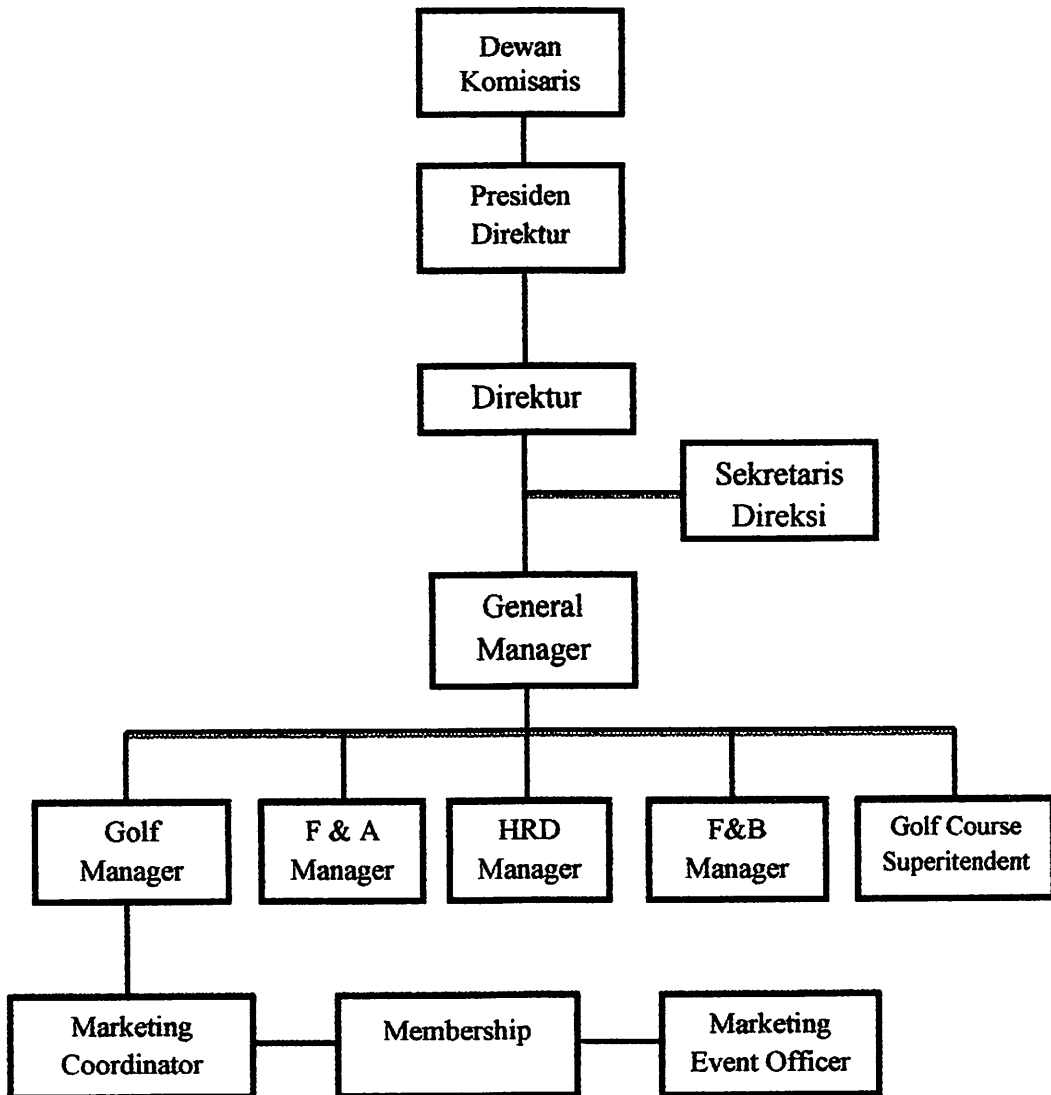 Dewan
Komisaris
Presiden
Direktur
Direktur
Sekretaris
Direksi
General
Manager
Golf
Manager
F & A
Manager
HRD
Manager
F&B
Manager
Golf Course
Superitendent
Marketing
Coordinator
Membership
Marketing
Event Officer